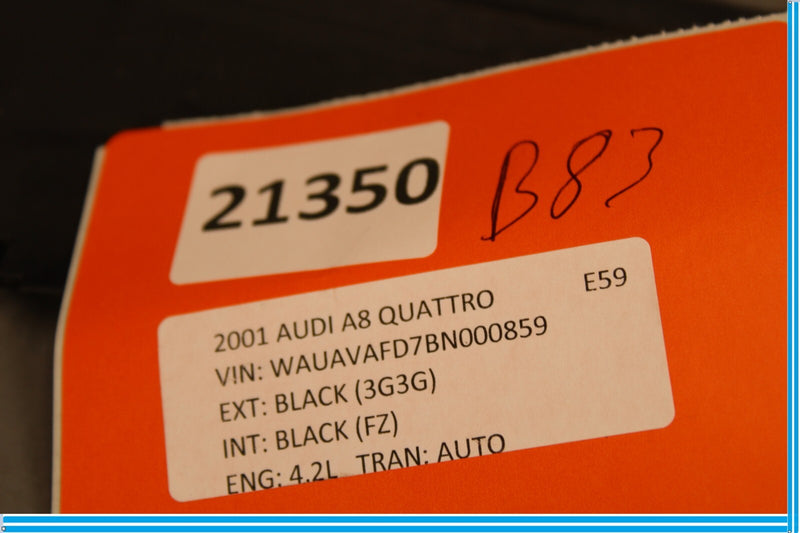 21350
B83
E59
2001 AUDI A8 QUATTRO
VIN: WAUAVAFD7BN000859
EXT: BLACK (3G3G)
INT: BLACK (FZ)
ENG: 4.2L TRAN: AUTO